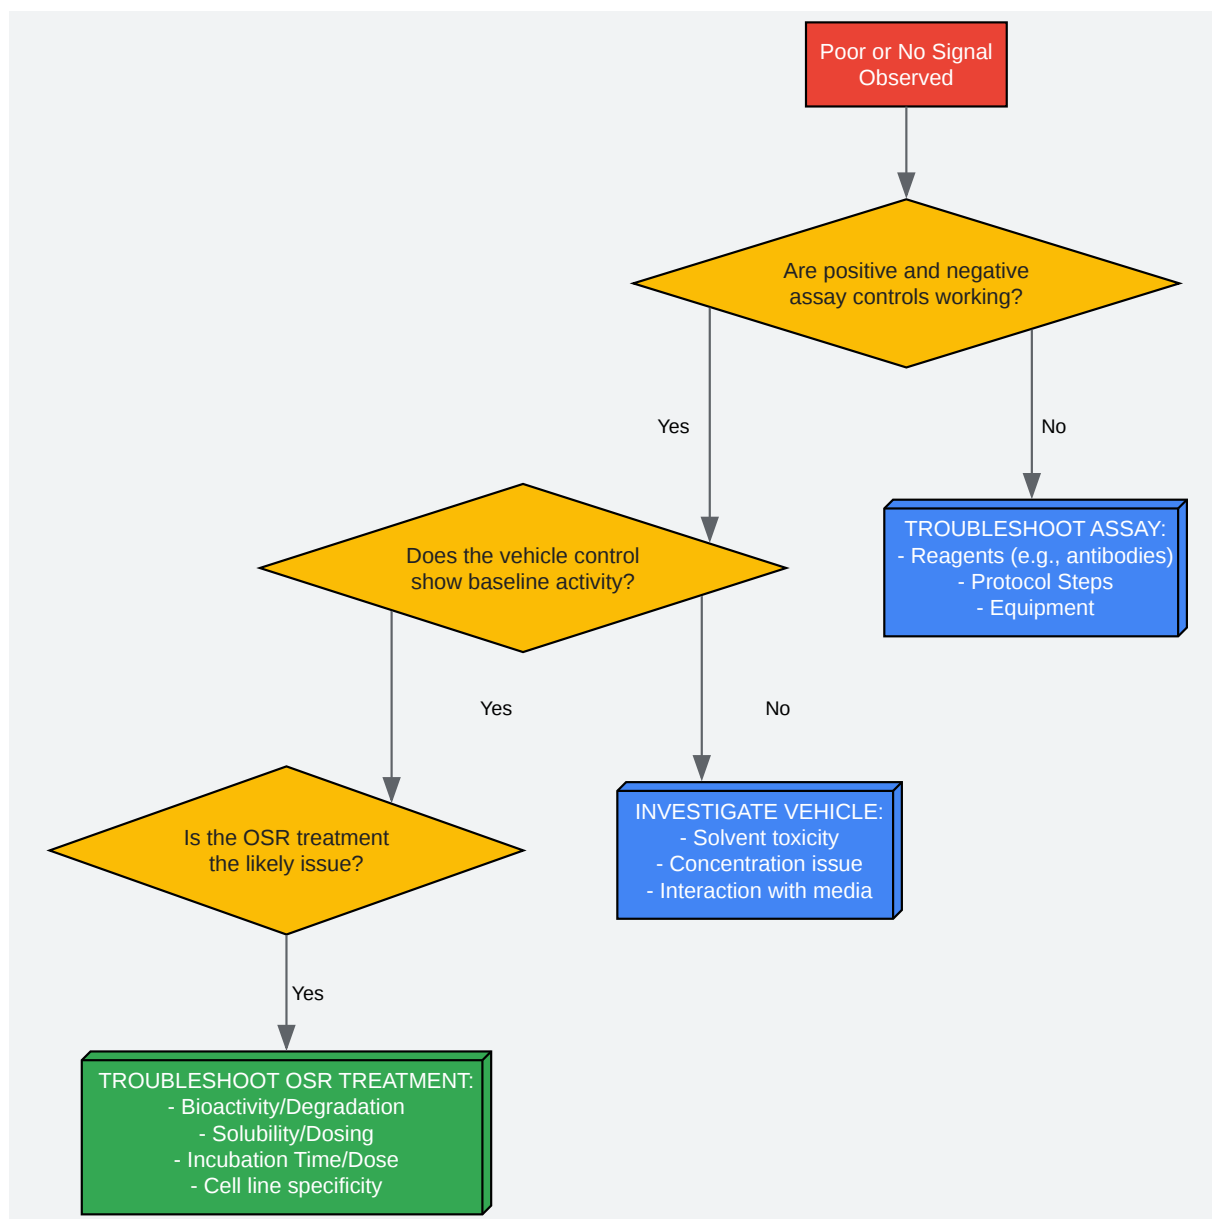 Poor or No Signal
Observed
Are positive and negative
assay controls working?
Yes
No
TROUBLESHOOT ASSAY:
- Reagents (e.g., antibodies)
- Protocol Steps
- Equipment
Does the vehicle control
show baseline activity?
Yes
No
INVESTIGATE VEHICLE:
- Solvent toxicity
- Concentration issue
- Interaction with media
Is the OSR treatment
the likely issue?
Yes
TROUBLESHOOT OSR TREATMENT:
- Bioactivity/Degradation
- Solubility/Dosing
- Incubation Time/Dose
- Cell line specificity